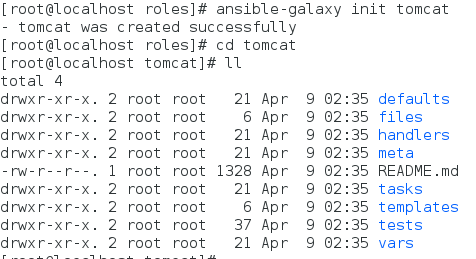 [root@localhost roles]# ansible-galaxy init tomcat
- tomcat was created successfully
[root@localhost roles]# cd tomcat
[root@localhost tomcat]# ll
total 4
drwxr-xr-x. 2 root root   21 Apr  9 02:35 defaults
drwxr-xr-x. 2 root root    6 Apr  9 02:35 files
drwxr-xr-x. 2 root root   21 Apr  9 02:35 handlers
drwxr-xr-x. 2 root root   21 Apr  9 02:35 meta
-rw-r--r--. 1 root root 1328 Apr  9 02:35 README.md
drwxr-xr-x. 2 root root   21 Apr  9 02:35 tasks
drwxr-xr-x. 2 root root    6 Apr  9 02:35 templates
drwxr-xr-x. 2 root root   37 Apr  9 02:35 tests
drwxr-xr-x. 2 root root   21 Apr  9 02:35 vars
[root@localhost tomcat]#